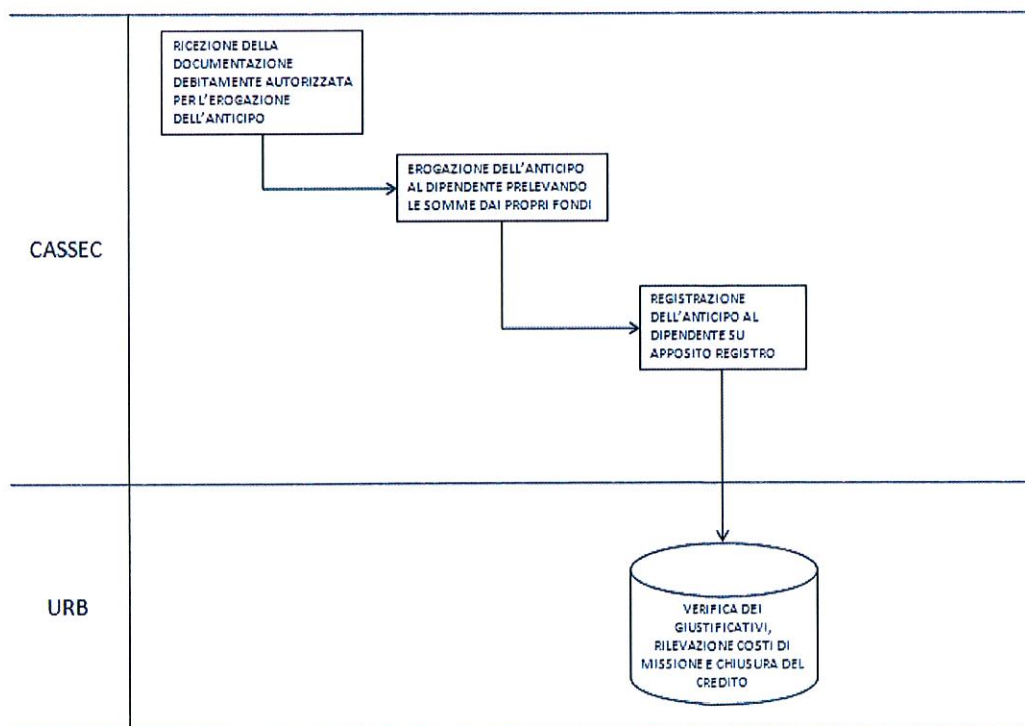 RICEZIONE DELLA
DOCUMENTAZIONE
DEBITAMENTE AUTORIZZATA
PER L'EROGAZIONE
DELL'ANTICIPO
EROGAZIONE DELL'ANTICIPO
AL DIPENDENTE PRELEVANDO
LE SOMME DAI PROPRI FONDI
CASSEC
REGISTRAZIONE
DELL'ANTICIPO AL
DIPENDENTE SU
APPOSITO REGISTRO
URB
VERIFICA DEI
GIUSTIFICATIVI,
RILEVAZIONE COSTI DI
MISSIONE E CHIUSURA DEL
CREDITO